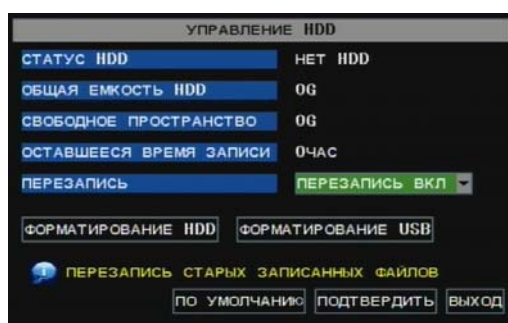 УПРАВЛЕНИЕ HDD
СТАТУС HDD НЕТ HDD
ОБЩАЯ ЕМКОСТЬ HDD 0G
СВОБОДНОЕ ПРОСТРАНСТВО 0G
ОСТАВШЕЕСЯ ВРЕМЯ ЗАПИСИ 0ЧАС
ПЕРЕЗАПИСЬ ПЕРЕЗАПИСЬ ВКЛ
ФОРМАТИРОВАНИЕ HDD ФОРМАТИРОВАНИЕ USB
ПЕРЕЗАПИСЬ СТАРЫХ ЗАПИСАННЫХ ФАЙЛОВ
ПО УМОЛЧАНИЮ ПОДТВЕРДИТЬ ВЫХОД